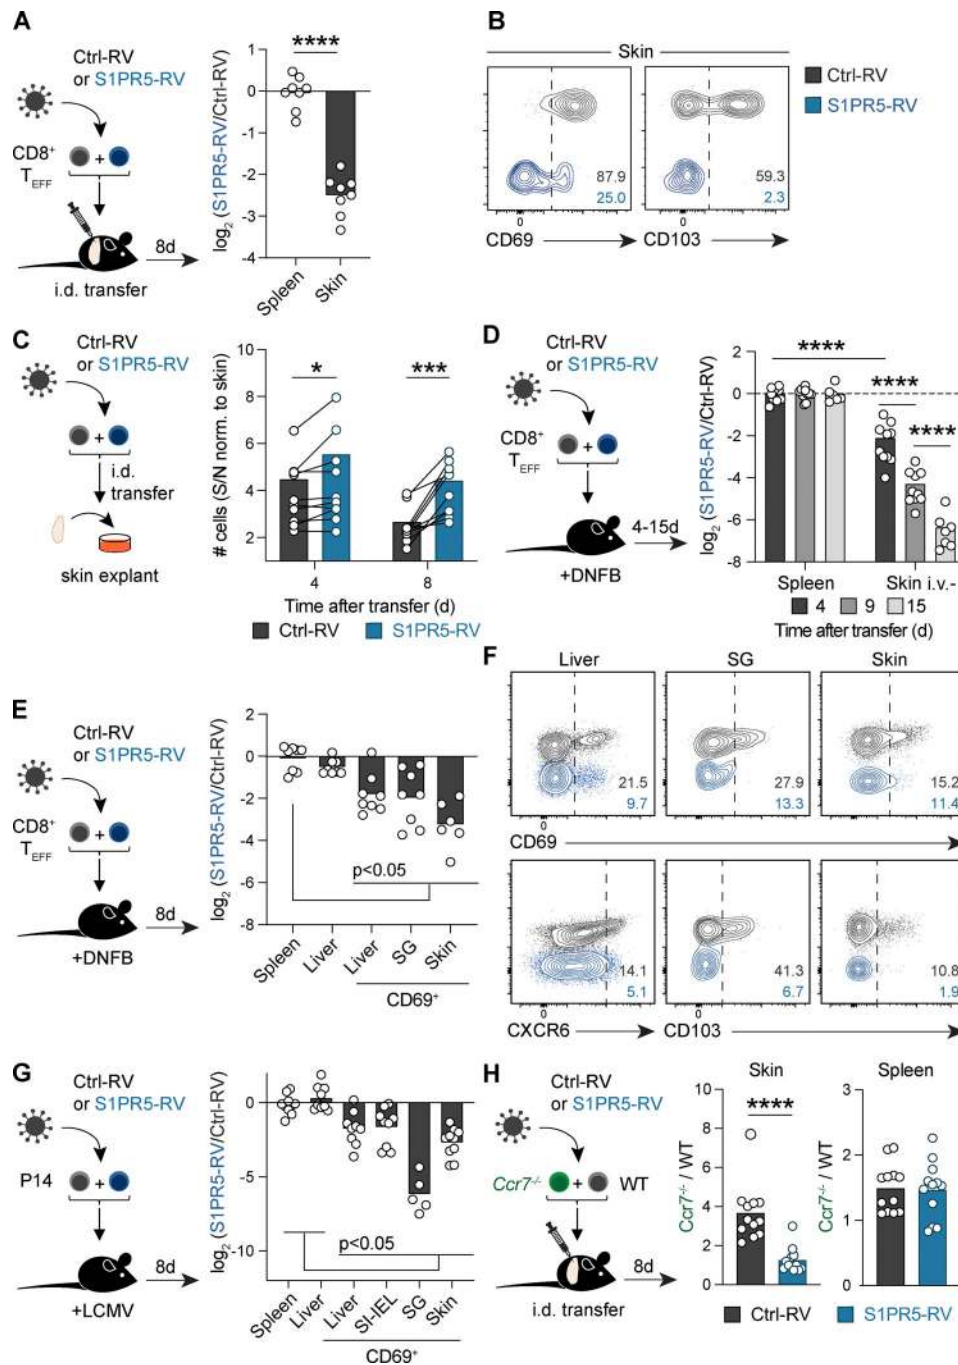 A
Ctrl-RV
or S1PR5-RV
CD8+
TEFF
8d
i.d. transfer
log2 (S1PR5-RV/Ctrl-RV)
1
0
-1
-2
-3
-4
****
Spleen
Skin
B
Skin
Ctrl-RV
S1PR5-RV
87.9
25.0
59.3
2.3
0
0
CD69
CD103
C
Ctrl-RV
or S1PR5-RV
i.d.
transfer
skin explant
# cells (S/N norm. to skin)
10
8
6
4
2
*
***
4
8
Time after transfer (d)
Ctrl-RV
S1PR5-RV
D
Ctrl-RV
or S1PR5-RV
CD8+
TEFF
4-15d
+DNFB
log2 (S1PR5-RV/Ctrl-RV)
2
0
-2
-4
-6
-8
****
****
****
Spleen
Skin i.v.-
4
9
15
Time after transfer (d)
E
Ctrl-RV
or S1PR5-RV
CD8+
TEFF
8d
+DNFB
log2 (S1PR5-RV/Ctrl-RV)
2
0
-2
-4
-6
-8
p<0.05
Spleen
Liver
Liver
SG
Skin
CD69+
F
Liver
SG
Skin
21.5
9.7
27.9
13.3
15.2
11.4
0
CD69
14.1
5.1
41.3
6.7
10.8
1.9
0
0
0
CXCR6
CD103
G
Ctrl-RV
or S1PR5-RV
P14
8d
+LCMV
log2 (S1PR5-RV/Ctrl-RV)
0
-5
-10
p<0.05
Spleen
Liver
Liver
SI-IEL
SG
Skin
CD69+
H
Ctrl-RV
or S1PR5-RV
Ccr7-/-
WT
8d
i.d. transfer
Skin
Ccr7-/- / WT
10
8
6
4
2
0
****
Spleen
Ccr7-/- / WT
3
2
1
0
Ctrl-RV
S1PR5-RV